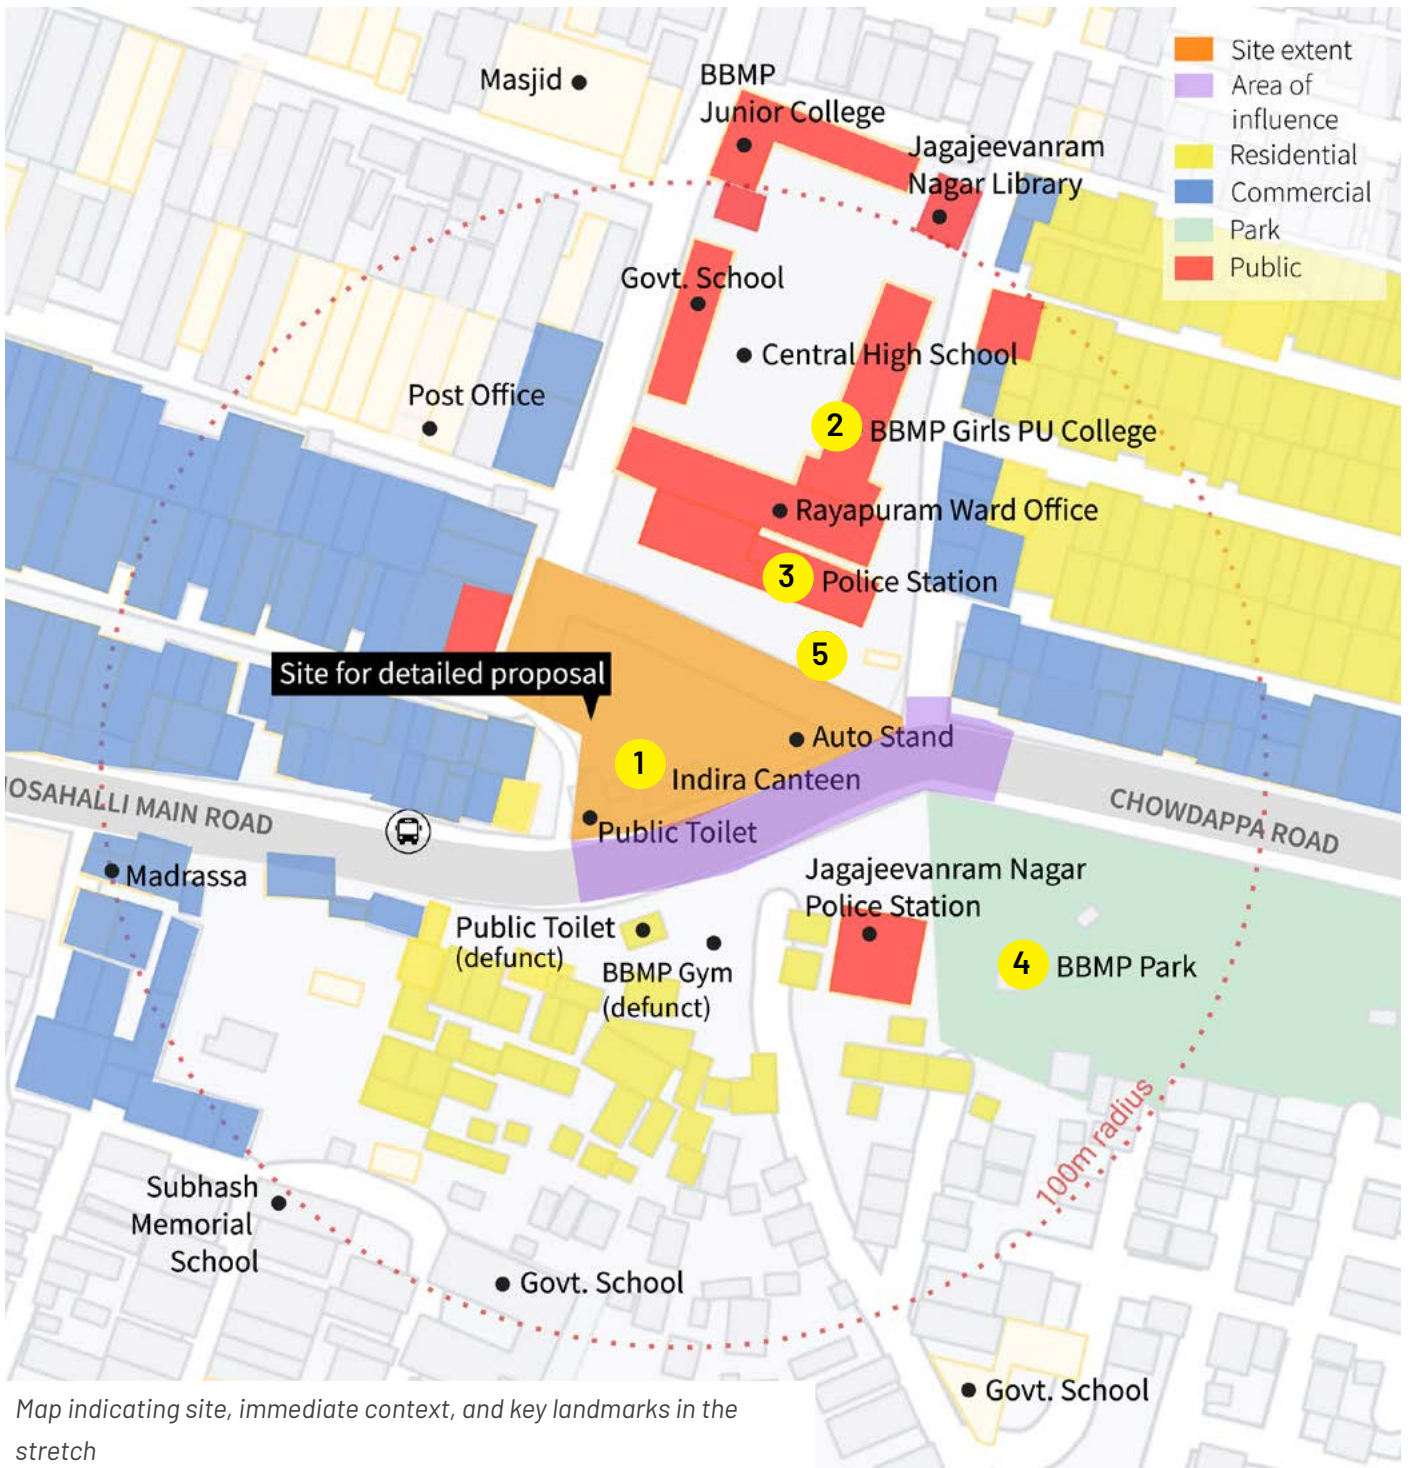 Site extent
Area of
influence
Residential
Commercial
Park
Public
Masjid
BBMP
Junior College
Jagajeevanram
Nagar Library
Govt. School
Central High School
Post Office
2
BBMP Girls PU College
Rayapuram Ward Office
3
Police Station
5
Site for detailed proposal
Auto Stand
1
Indira Canteen
Public Toilet
OSAHALLI MAIN ROAD
CHOWDAPPA ROAD
Madrassa
Jagajeevanram Nagar
Police Station
Public Toilet
(defunct)
BBMP Gym
(defunct)
4
BBMP Park
100m radius
Subhash
Memorial
School
Govt. School
Govt. School
Map indicating site, immediate context, and key landmarks in the
stretch